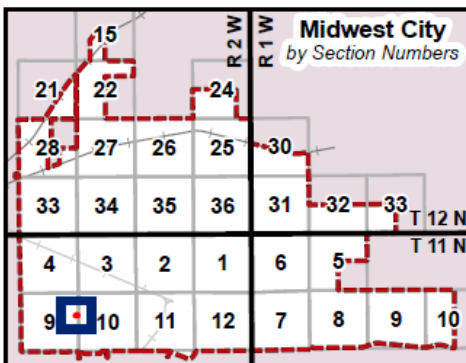 Midwest City
by Section Numbers
R 2 W
R 1 W
15
21 22 24
28 27 26 25 30
33 34 35 36 31 32 33
T 12 N
T 11 N
4 3 2 1 6 5
9 10 11 12 7 8 9 10